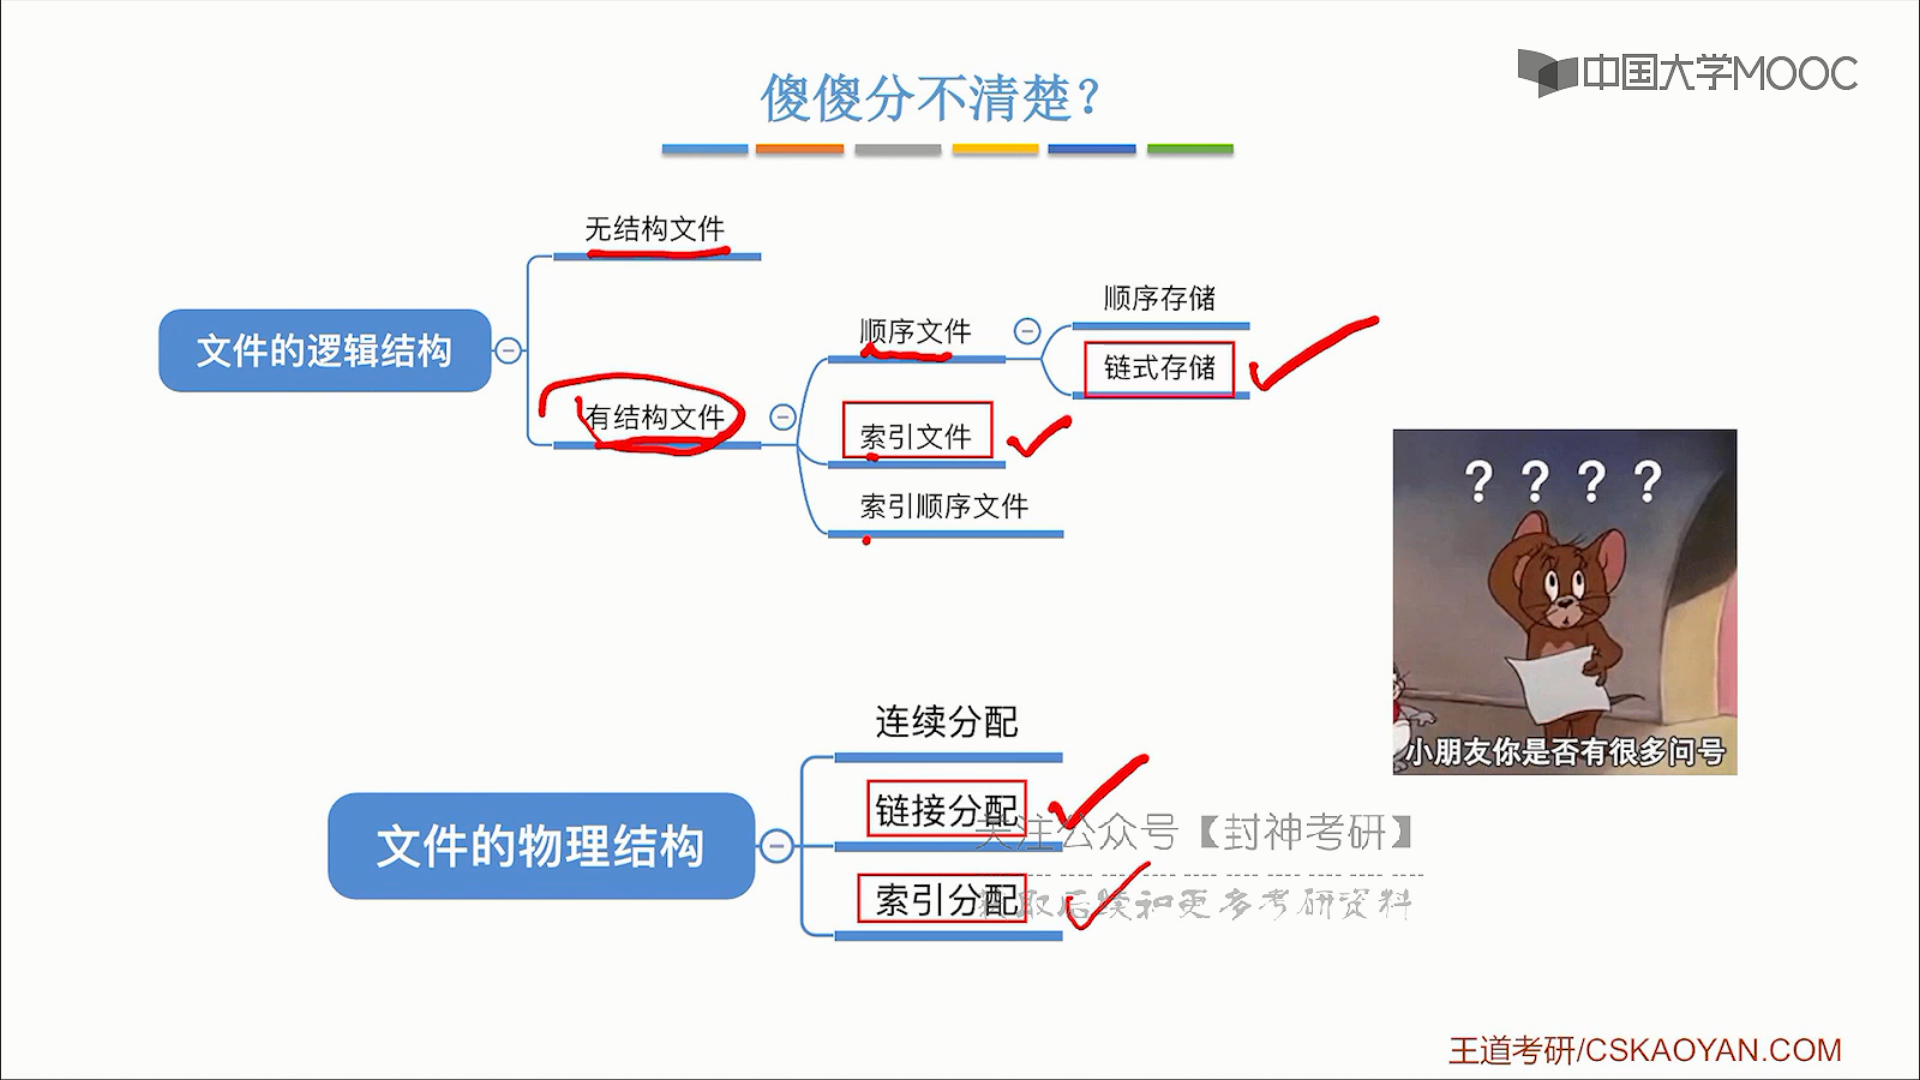 傻傻分不清楚?
中国大学MOOC
无结构文件
文件的逻辑结构
有结构文件
顺序文件
顺序存储
链式存储
索引文件
索引顺序文件
? ? ? ?
小朋友你是否有很多问号
文件的物理结构
连续分配
链接分配
索引分配
关注公众号【封神考研】
获取后续和更多考研资料
王道考研/CSKAOYAN.COM